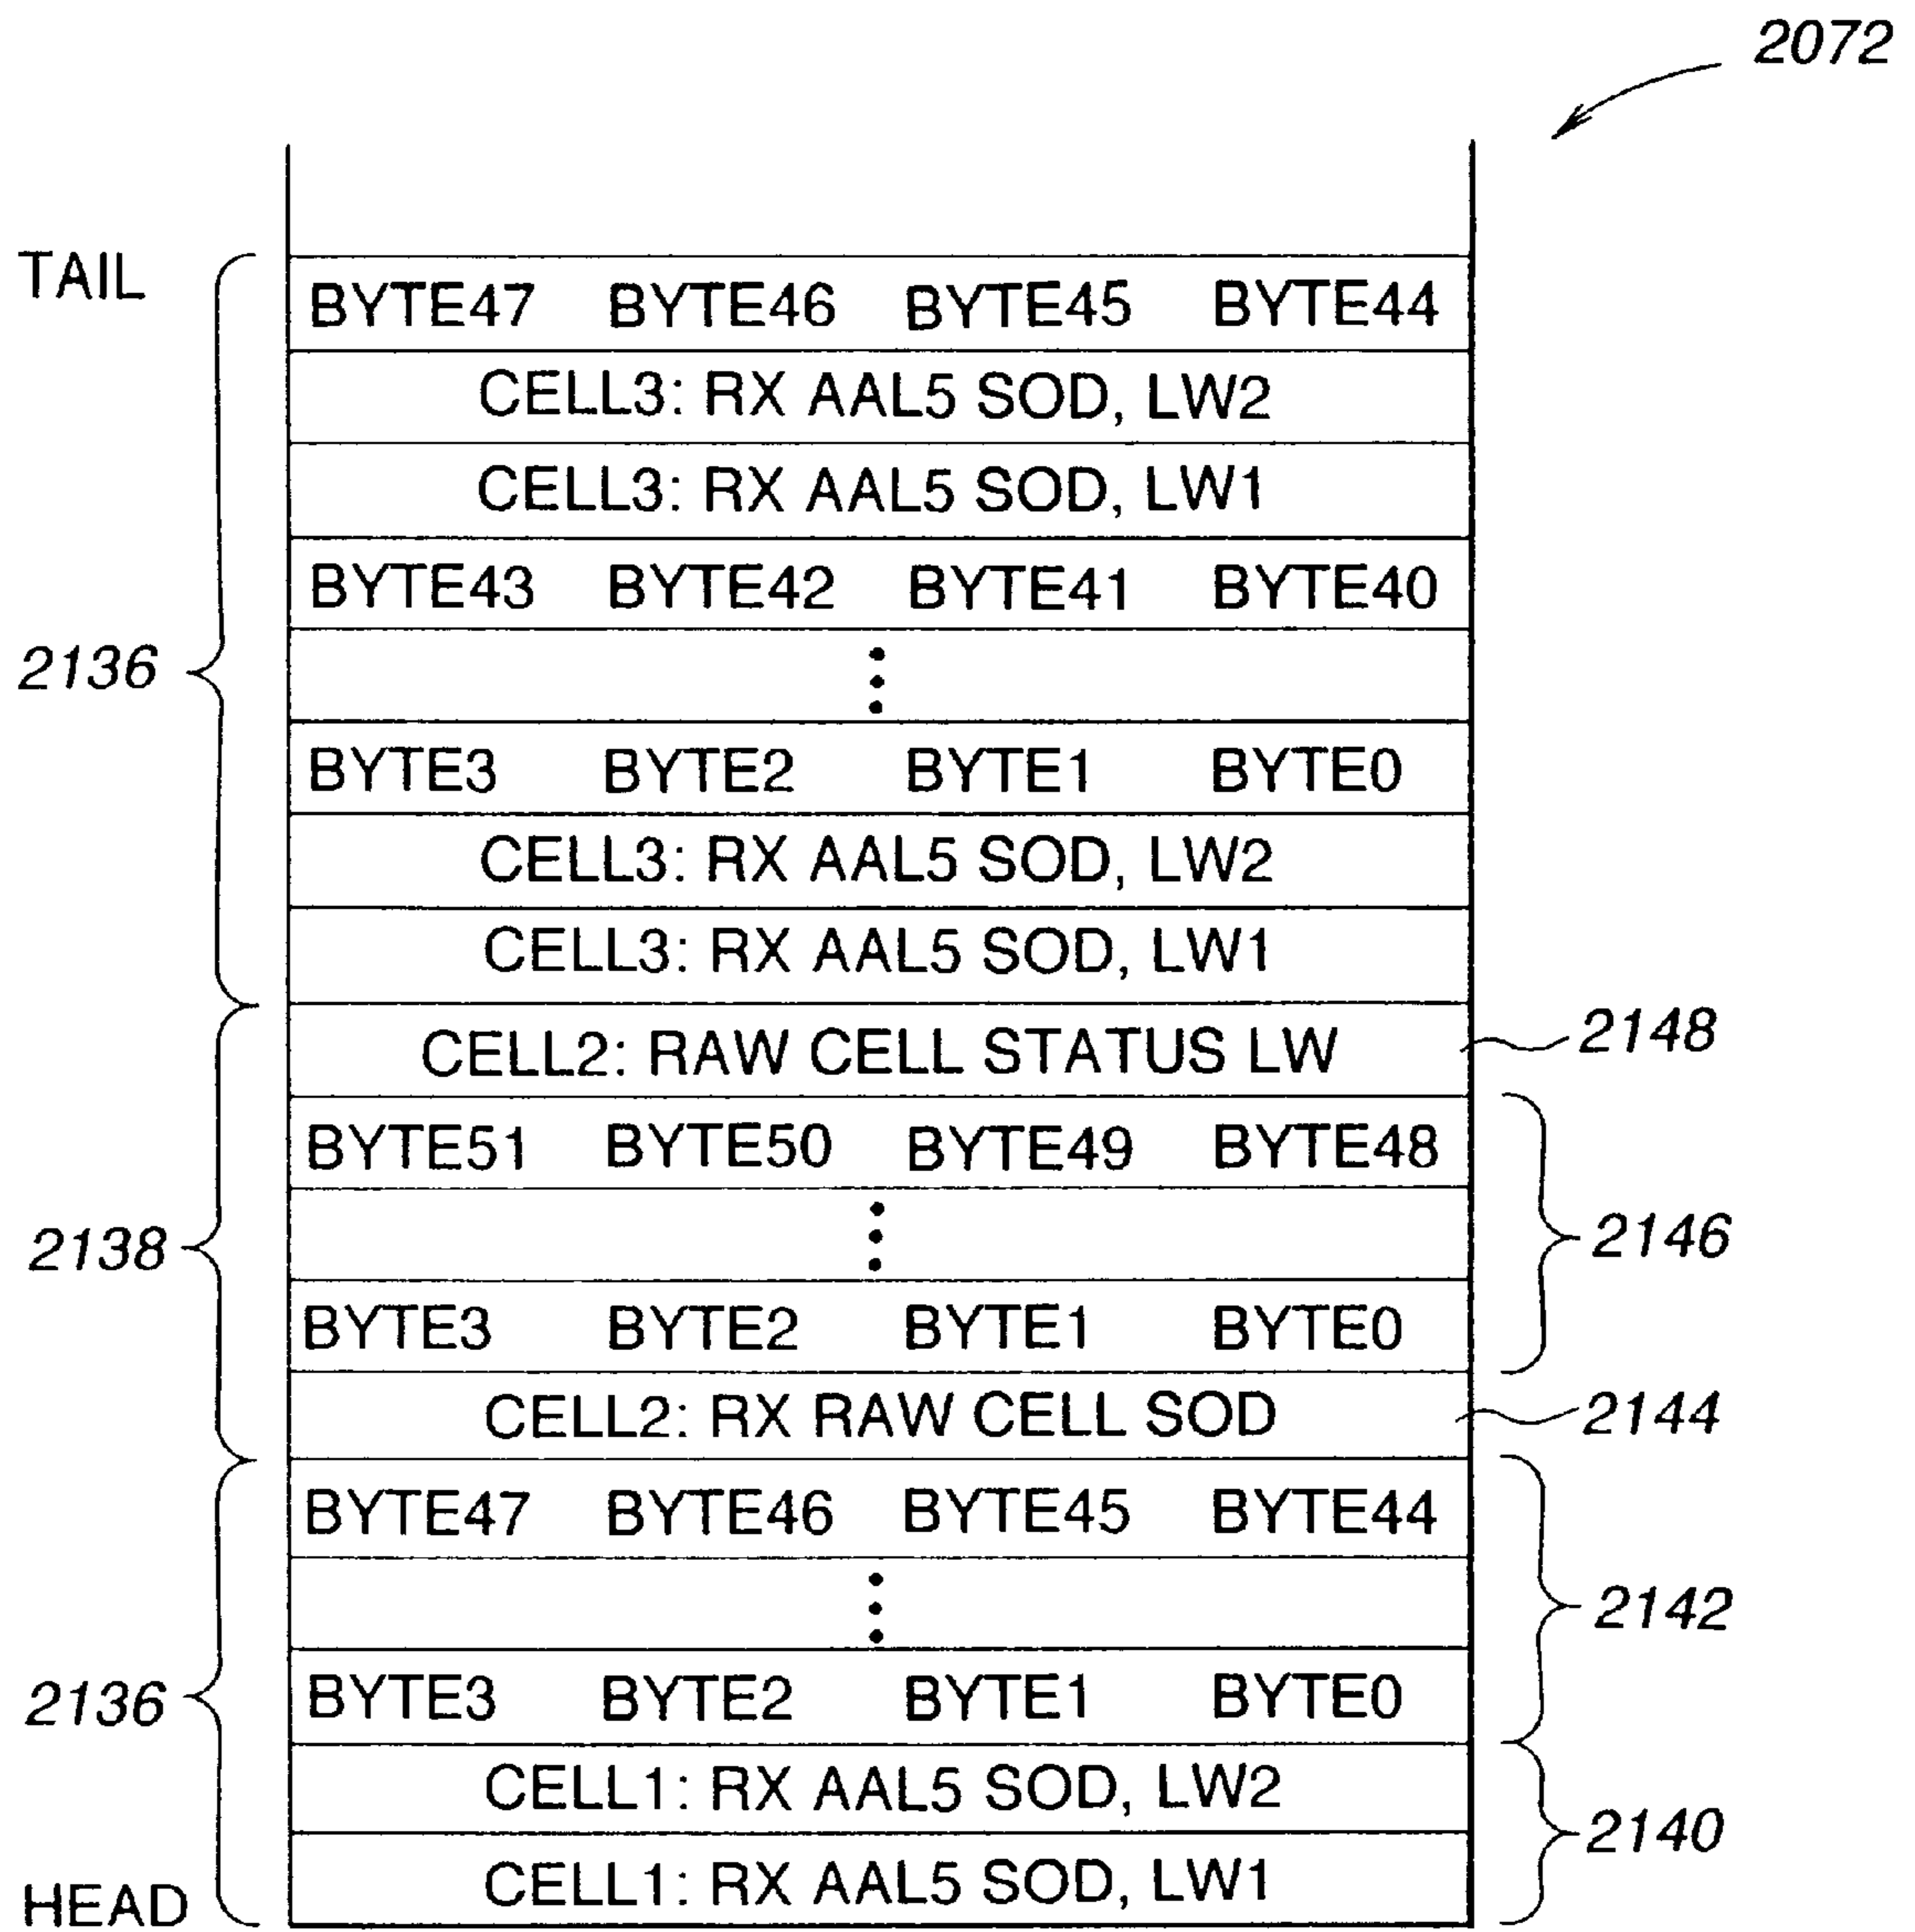 2072
TAIL
BYTE47 BYTE46 BYTE45 BYTE44
CELL3: RX AAL5 SOD, LW2
CELL3: RX AAL5 SOD, LW1
BYTE43 BYTE42 BYTE41 BYTE40
2136
BYTE3 BYTE2 BYTE1 BYTE0
CELL3: RX AAL5 SOD, LW2
CELL3: RX AAL5 SOD, LW1
CELL2: RAW CELL STATUS LW 2148
BYTE51 BYTE50 BYTE49 BYTE48
2138 2146
BYTE3 BYTE2 BYTE1 BYTE0
CELL2: RX RAW CELL SOD 2144
BYTE47 BYTE46 BYTE45 BYTE44
2142
2136 BYTE3 BYTE2 BYTE1 BYTE0
CELL1: RX AAL5 SOD, LW2
2140
HEAD CELL1: RX AAL5 SOD, LW1